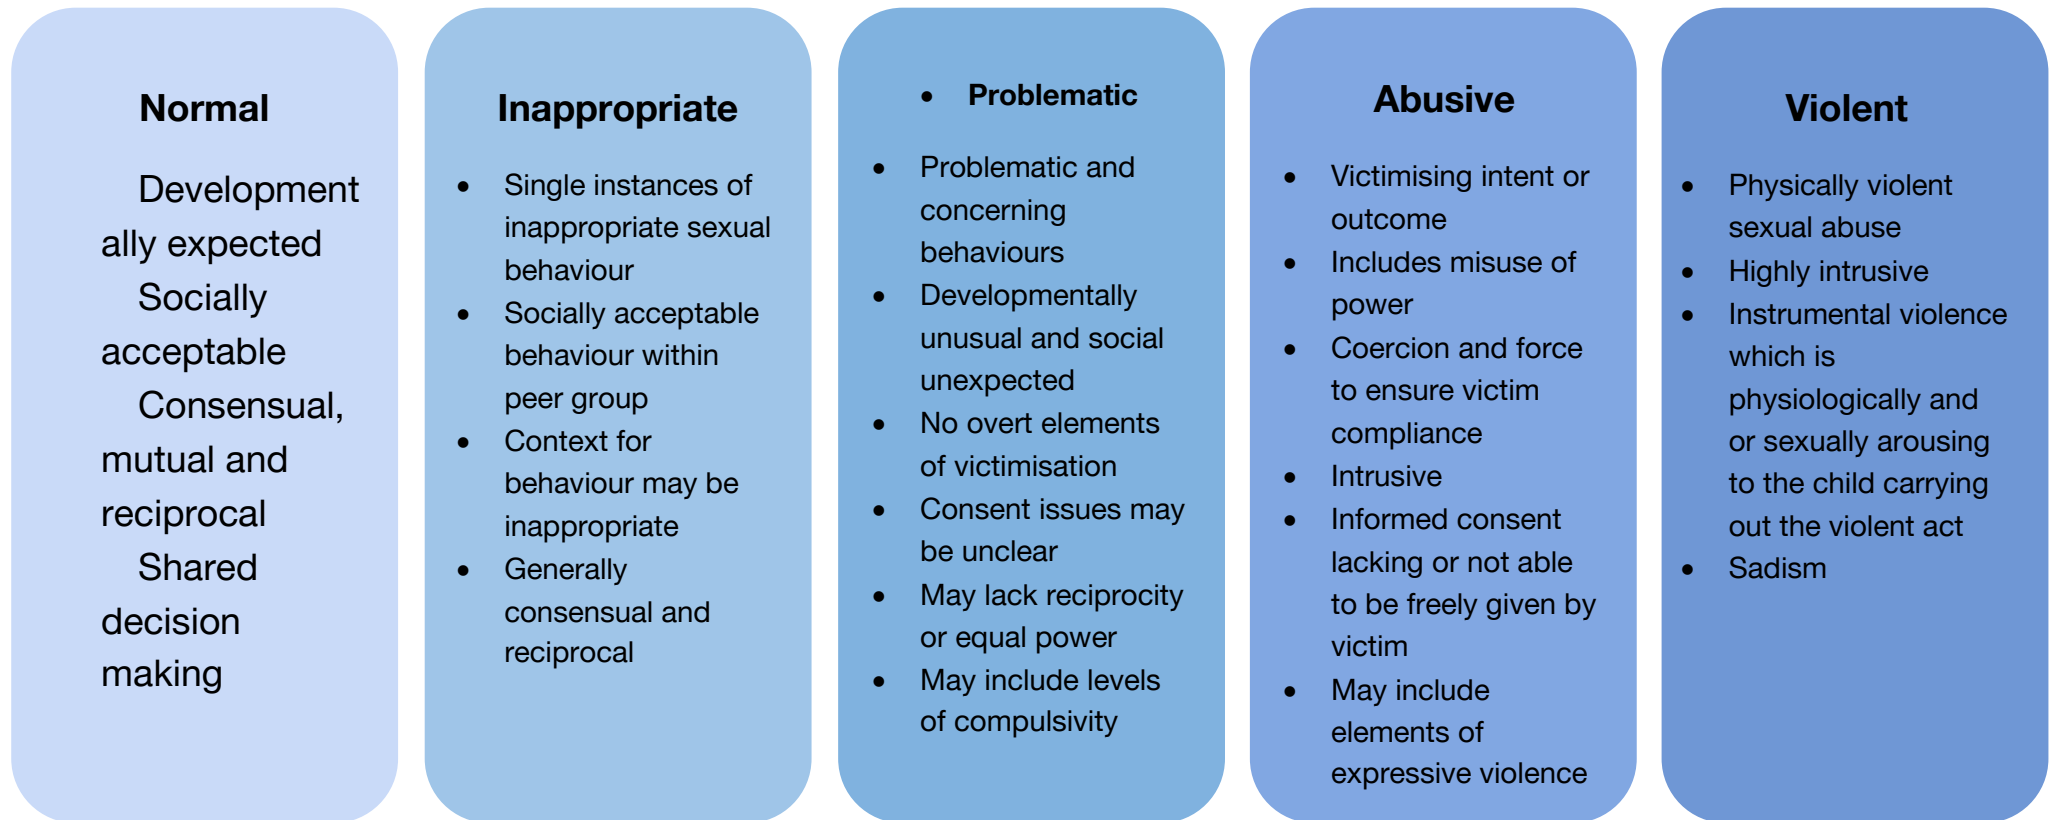 Normal
Development
ally expected
Socially
acceptable
Consensual,
mutual and
reciprocal
Shared
decision
making
Inappropriate
• Single instances of
inappropriate sexual
behaviour
• Socially acceptable
behaviour within
peer group
• Context for
behaviour may be
inappropriate
• Generally
consensual and
reciprocal
• Problematic
• Problematic and
concerning
behaviours
• Developmentally
unusual and social
unexpected
• No overt elements
of victimisation
• Consent issues may
be unclear
• May lack reciprocity
or equal power
• May include levels
of compulsivity
Abusive
• Victimising intent or
outcome
• Includes misuse of
power
• Coercion and force
to ensure victim
compliance
• Intrusive
• Informed consent
lacking or not able
to be freely given by
victim
• May include
elements of
expressive violence
Violent
• Physically violent
sexual abuse
• Highly intrusive
• Instrumental violence
which is
physiologically and
or sexually arousing
to the child carrying
out the violent act
• Sadism